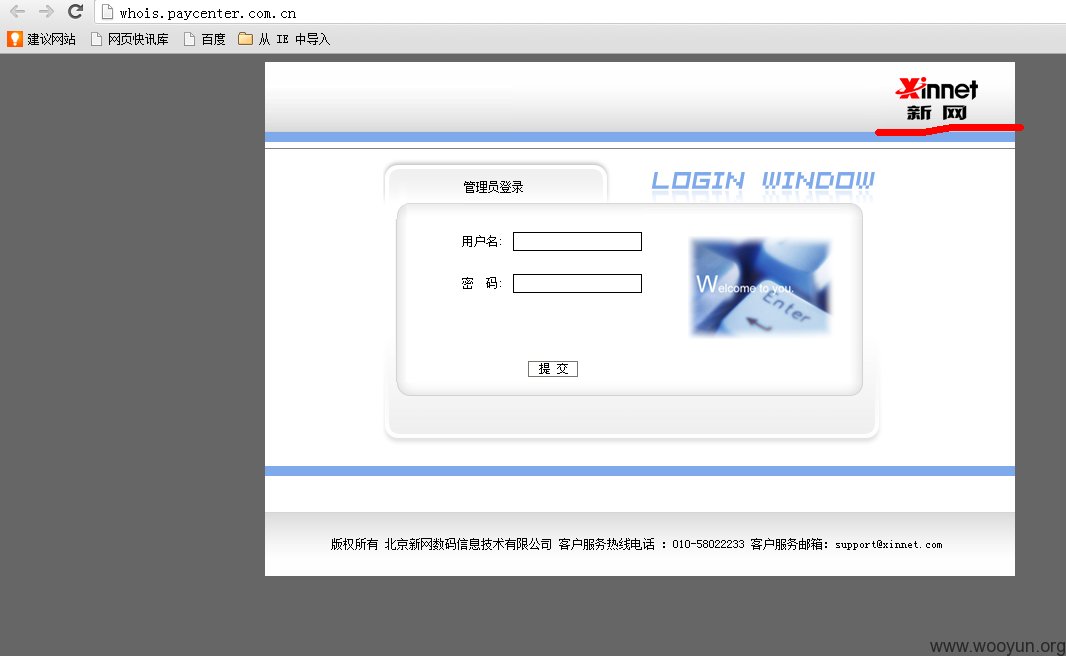 whois.paycenter.com.cn
建议网站 网页快讯库 百度 从 IE 中导入
Xinnet
新 网
管理员登录
LOGIN WINDOW
用户名:
密 码:
Welcome to you.
Enter
提 交
版权所有 北京新网数码信息技术有限公司 客户服务热线电话 : 010-58022233 客户服务邮箱: support@xinnet.com
www.wooyun.org